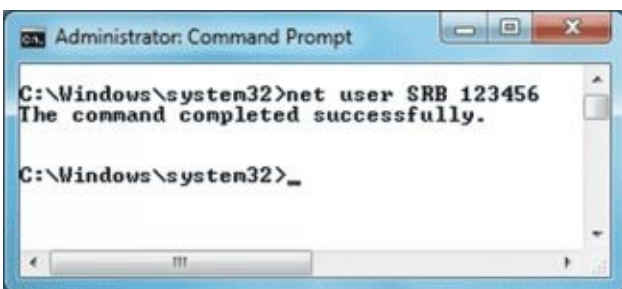 Administrator: Command Prompt
C:\Windows\system32>net user SRB 123456
The command completed successfully.
C:\Windows\system32>_